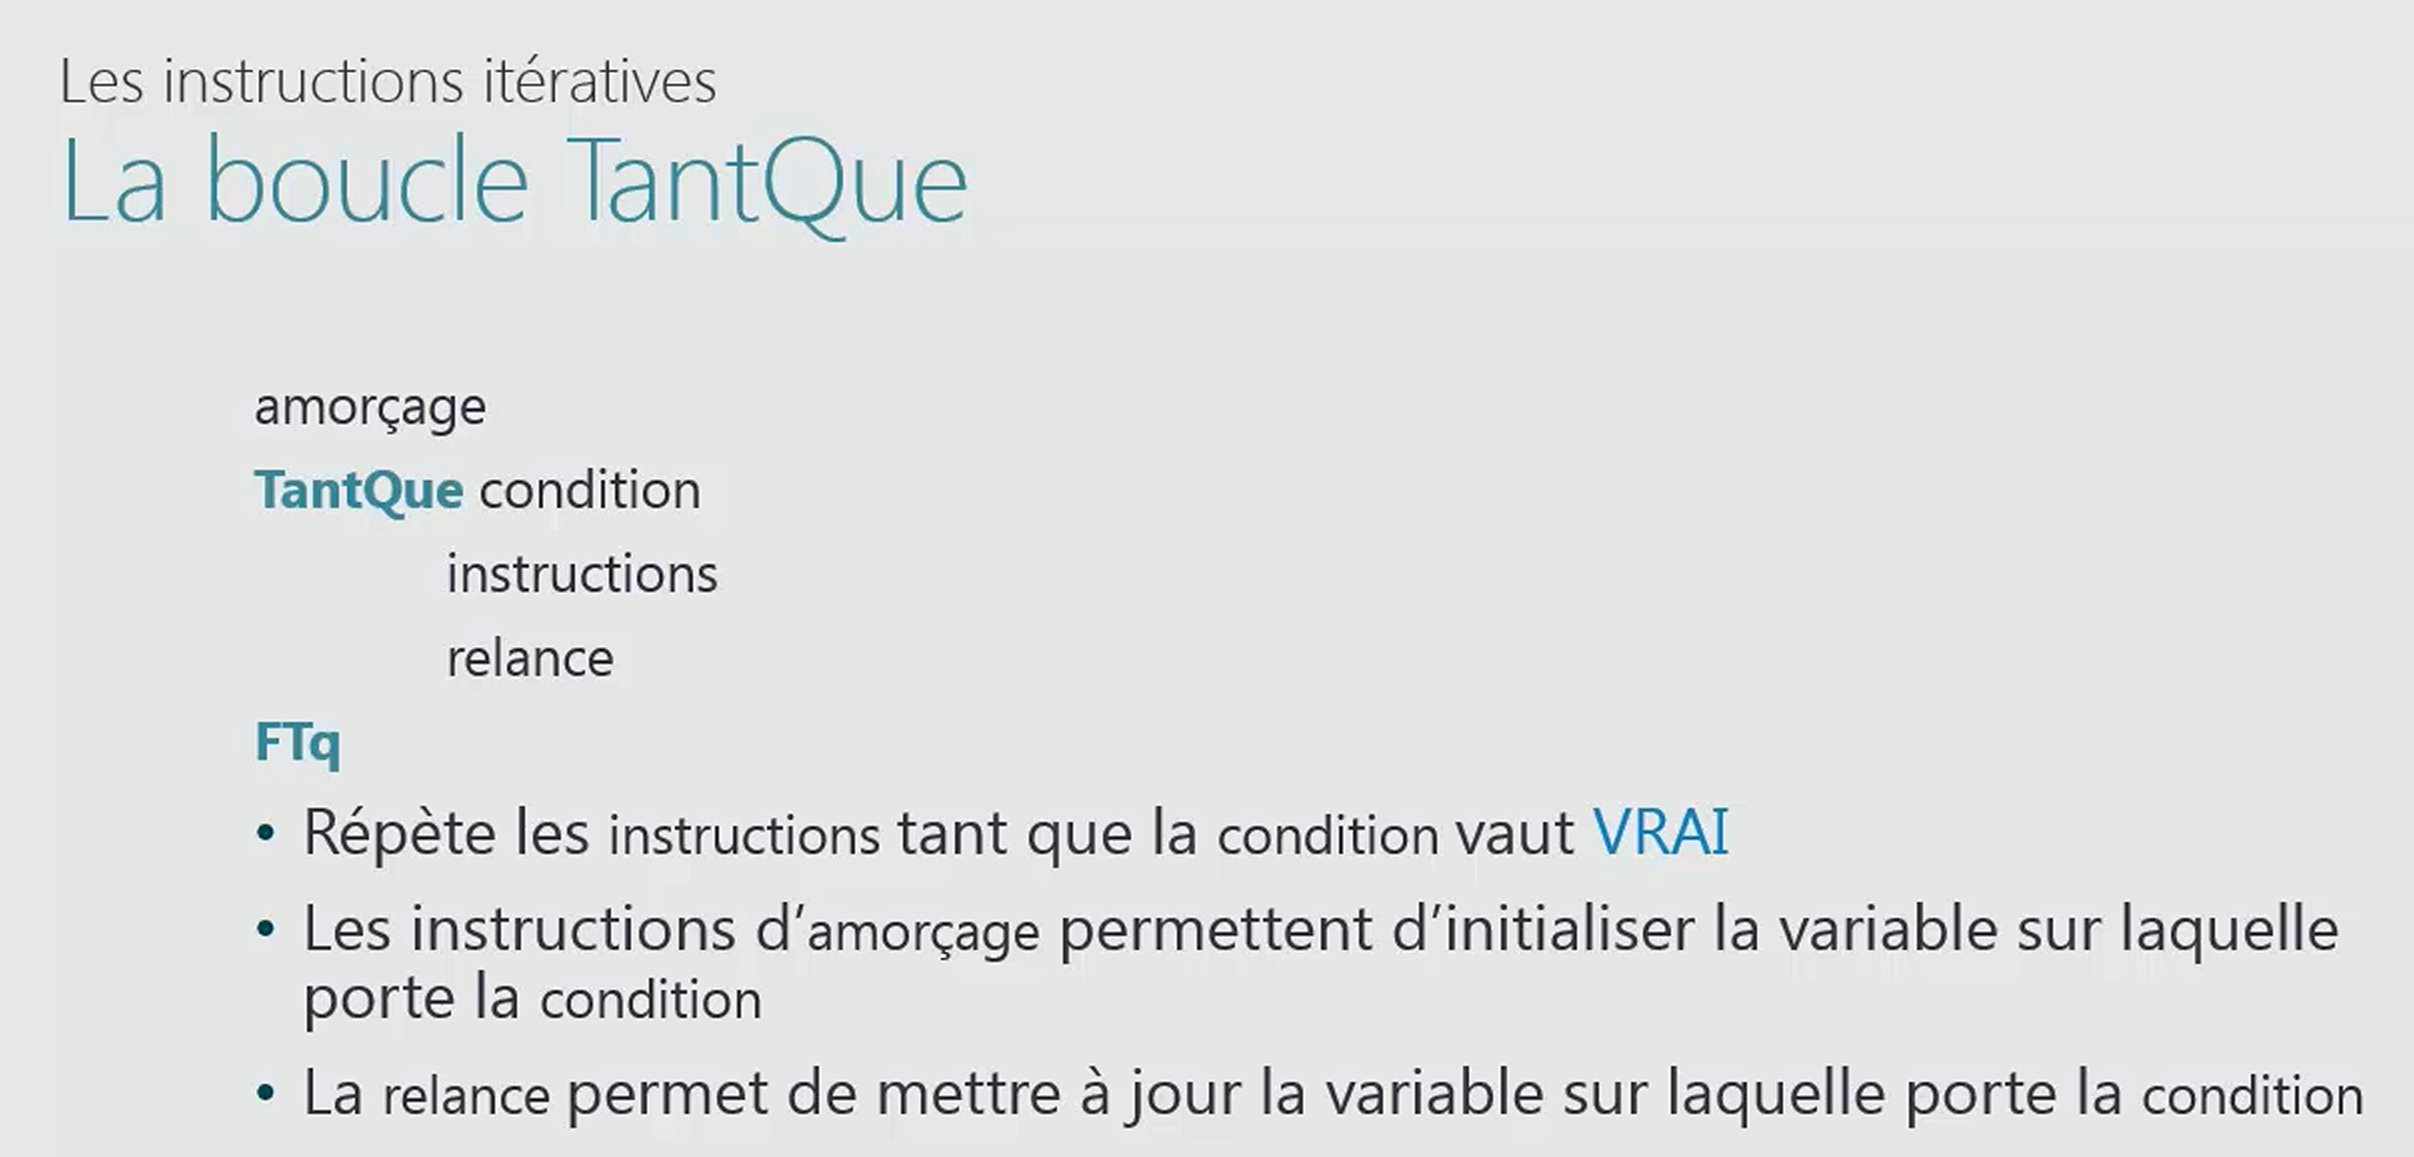 Les instructions itératives
La boucle TantQue
amorçage
TantQue condition
instructions
relance
FTq
• Répète les instructions tant que la condition vaut VRAI
• Les instructions d’amorçage permettent d’initialiser la variable sur laquelle
porte la condition
• La relance permet de mettre à jour la variable sur laquelle porte la condition